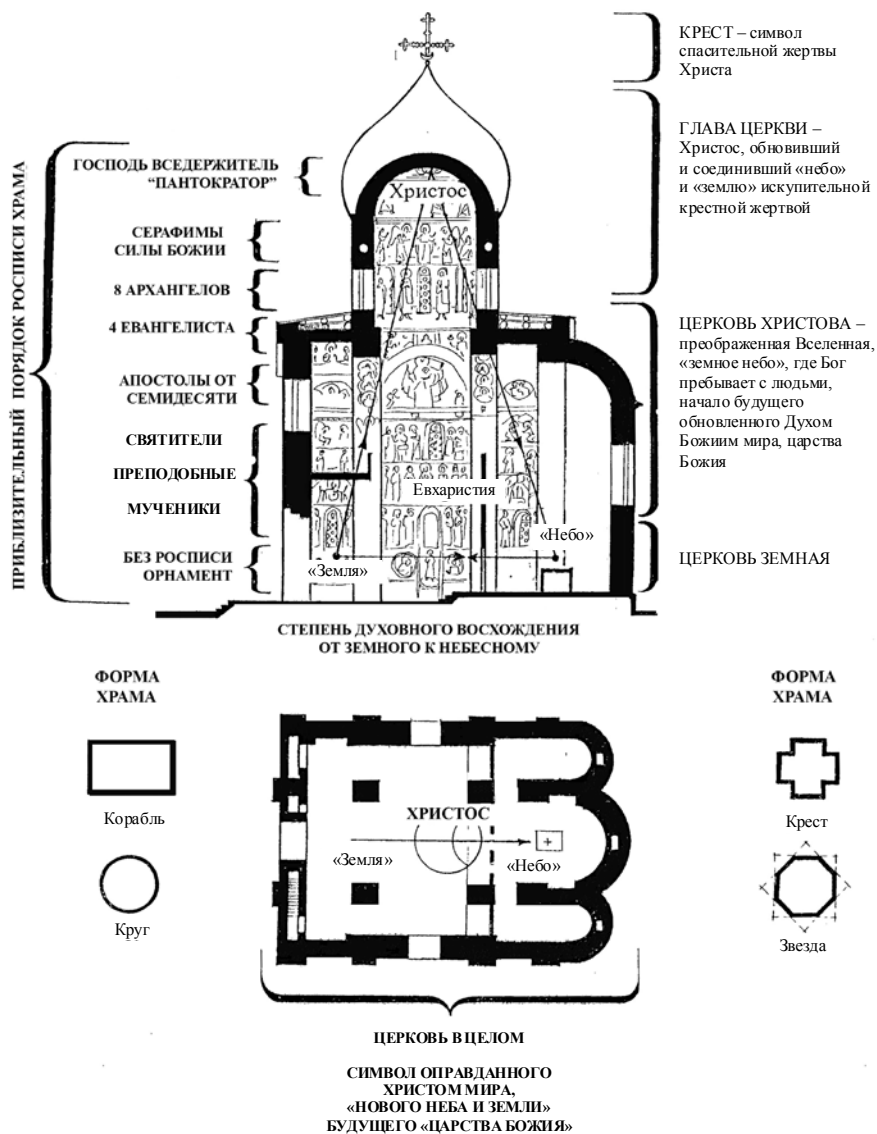 КРЕСТ – символ
спасительной жертвы
Христа
ГЛАВА ЦЕРКВИ –
Христос, обновивший
и соединивший «небо»
и «землю» искупительной
крестной жертвой
ЦЕРКОВЬ ХРИСТОВА –
преображенная Вселенная,
«земное небо», где Бог
пребывает с людьми,
начало будущего
обновленного Духом
Божиим мира, царства
Божия
ЦЕРКОВЬ ЗЕМНАЯ
ПРИБЛИЗИТЕЛЬНЫЙ ПОРЯДОК РОСПИСИ ХРАМА
ГОСПОДЬ ВСЕДЕРЖИТЕЛЬ
“ПАНТОКРАТОР”
СЕРАФИМЫ
СИЛЫ БОЖИИ
8 АРХАНГЕЛОВ
4 ЕВАНГЕЛИСТА
АПОСТОЛЫ ОТ
СЕМИДЕСЯТИ
СВЯТИТЕЛИ
ПРЕПОДОБНЫЕ
МУЧЕНИКИ
БЕЗ РОСПИСИ
ОРНАМЕНТ
Христос
Евхаристия
«Небо»
«Земля»
СТЕПЕНЬ ДУХОВНОГО ВОСХОЖДЕНИЯ
ОТ ЗЕМНОГО К НЕБЕСНОМУ
ФОРМА
ХРАМА
Корабль
Круг
ХРИСТОС
«Земля»
«Небо»
ФОРМА
ХРАМА
Крест
Звезда
ЦЕРКОВЬ В ЦЕЛОМ
СИМВОЛ ОПРАВДАННОГО
ХРИСТОМ МИРА,
«НОВОГО НЕБА И ЗЕМЛИ»
БУДУЩЕГО «ЦАРСТВА БОЖИЯ»